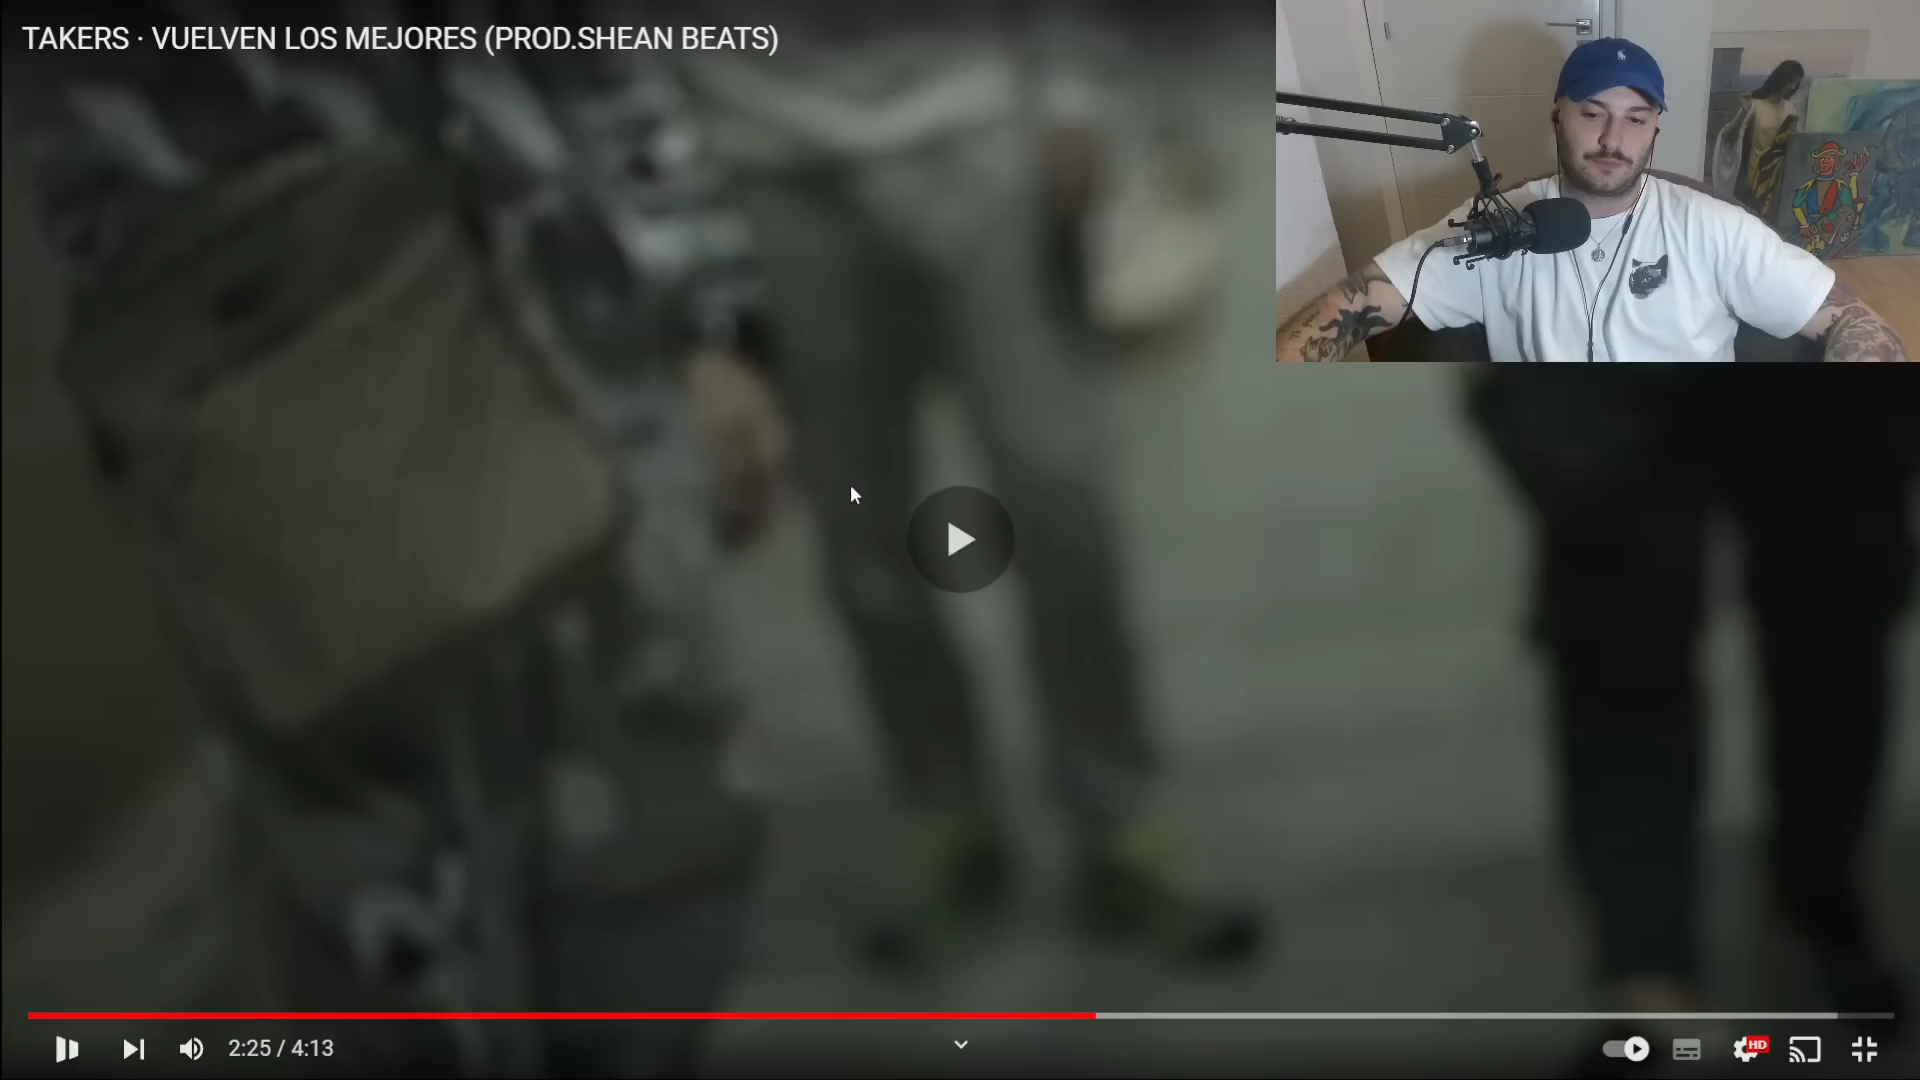 TAKERS · VUELVEN LOS MEJORES (PROD.SHEAN BEATS)
2:25 / 4:13
HD